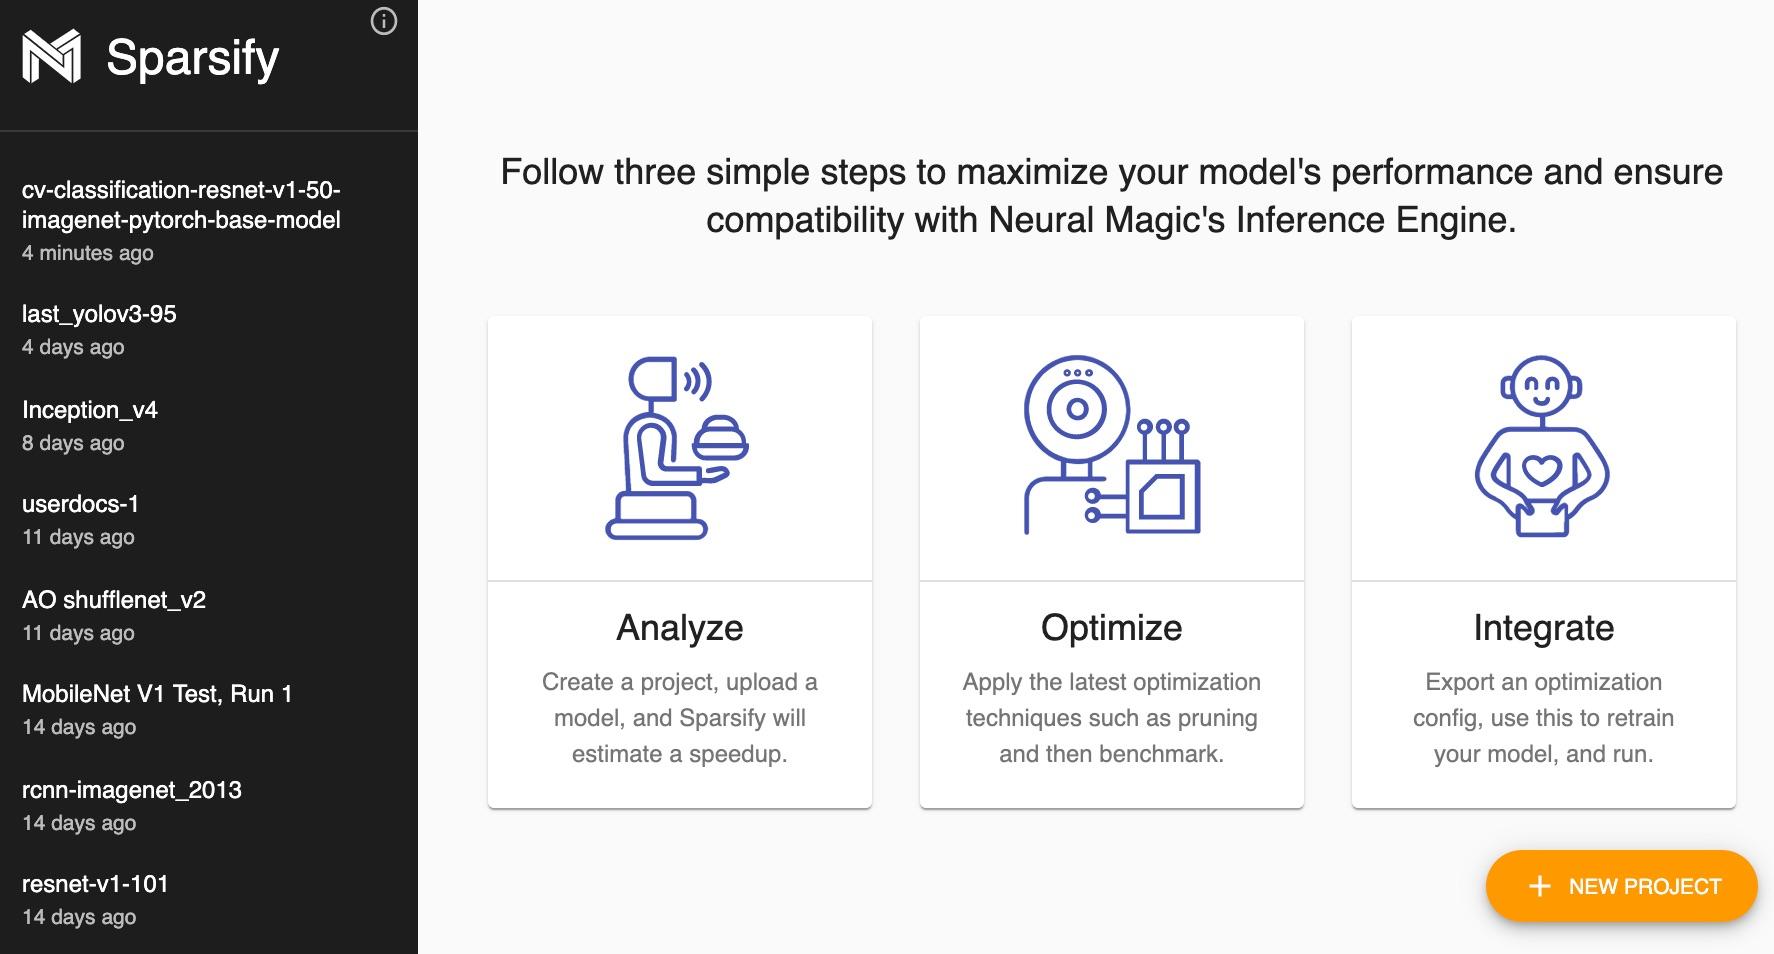 Sparsify
cv-classification-resnet-v1-50-
imagenet-pytorch-base-model
4 minutes ago
last_yolov3-95
4 days ago
Inception_v4
8 days ago
userdocs-1
11 days ago
AO shufflenet_v2
11 days ago
MobileNet V1 Test, Run 1
14 days ago
rcnn-imagenet_2013
14 days ago
resnet-v1-101
14 days ago
Follow three simple steps to maximize your model's performance and ensure
compatibility with Neural Magic's Inference Engine.
Analyze
Create a project, upload a
model, and Sparsify will
estimate a speedup.
Optimize
Apply the latest optimization
techniques such as pruning
and then benchmark.
Integrate
Export an optimization
config, use this to retrain
your model, and run.
NEW PROJECT